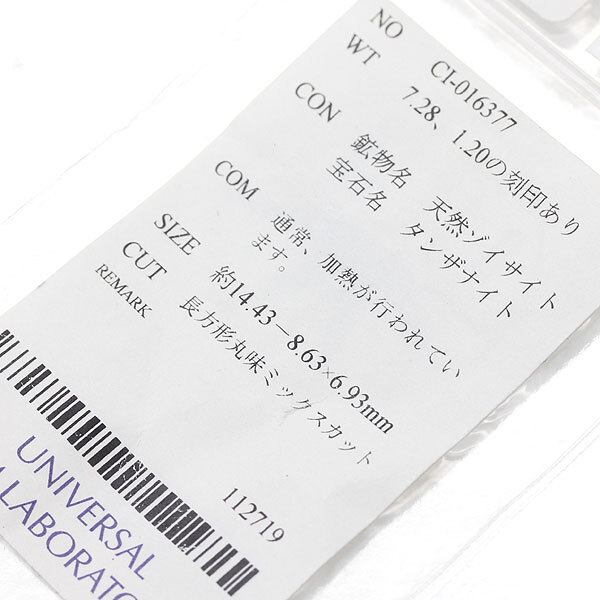 NO CI-016377
WT 7.28、1.20の刻印あり
CON 鉱物名 天然ゾイサイト
宝石名 タンザナイト
COM 通常、加熱が行われてい
ます。
SIZE 約14.43－8.63×6.93mm
CUT 長方形丸味ミックスカット
REMARK
112719
UNIVERSAL
LABORATO